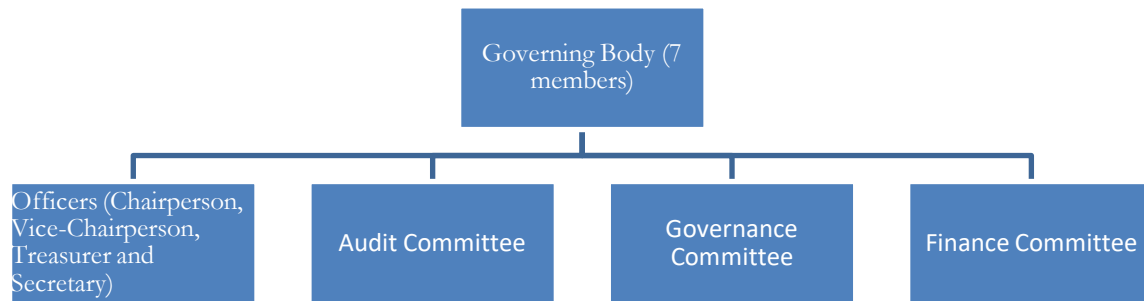 Governing Body (7
members)
Officers (Chairperson,
Vice-Chairperson,
Treasurer and
Secretary)
Audit Committee
Governance
Committee
Finance Committee